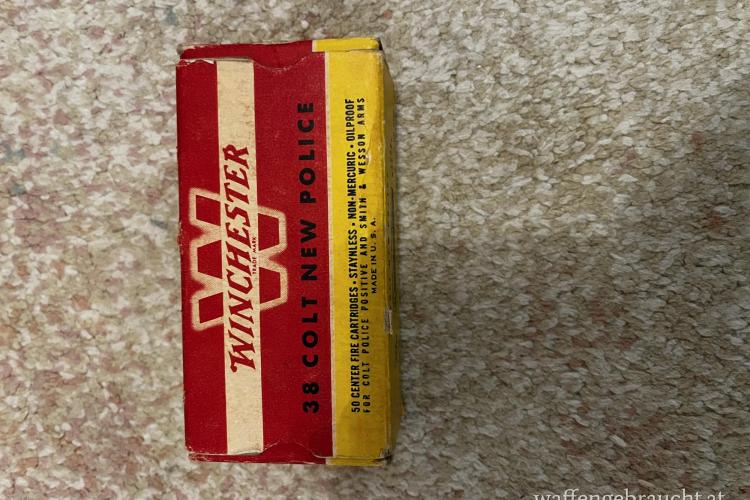 W
WINCHESTER
TRADE MARK
38 COLT NEW POLICE
50 CENTER FIRE CARTRIDGES • STAYNLESS • NON-MERCURIC • OILPROOF
FOR COLT POLICE POSITIVE AND SMITH & WESSON ARMS
MADE IN U.S.A.
waffengebraucht.at